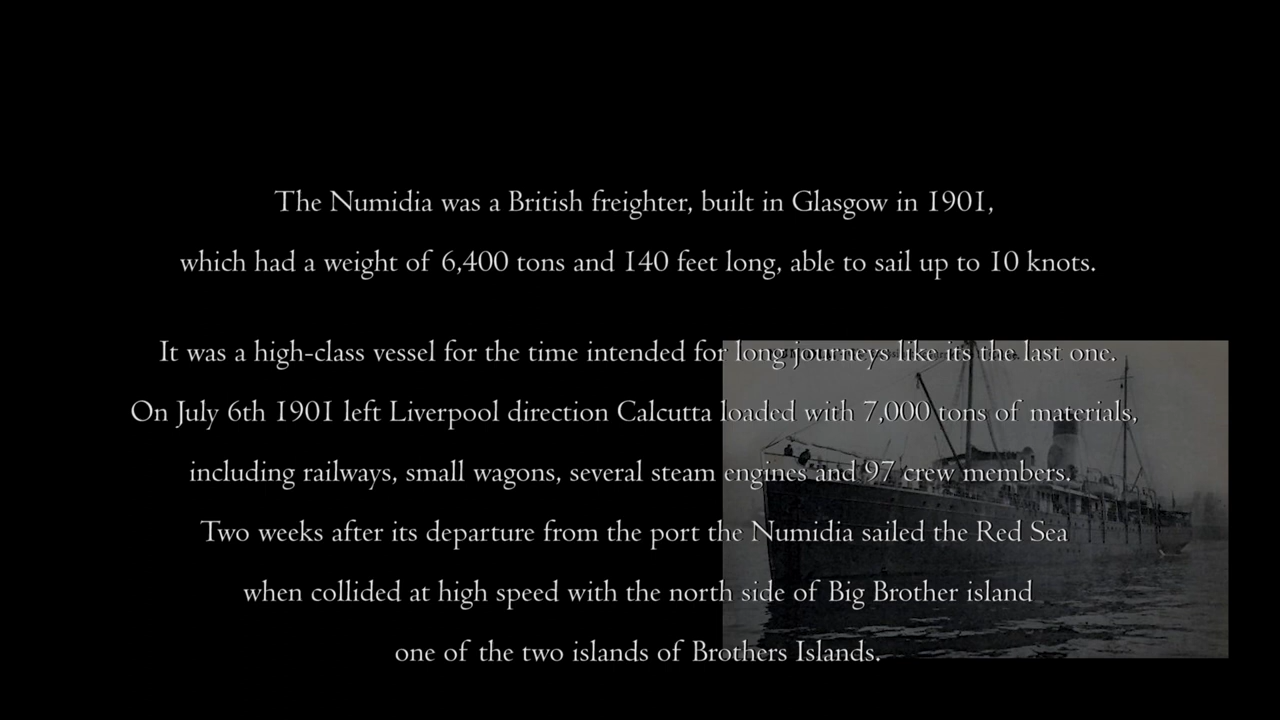 The Numidia was a British freighter, built in Glasgow in 1901,
which had a weight of 6,400 tons and 140 feet long, able to sail up to 10 knots.
It was a high-class vessel for the time intended for long journeys like its the last one.
On July 6th 1901 left Liverpool direction Calcutta loaded with 7,000 tons of materials,
including railways, small wagons, several steam engines and 97 crew members.
Two weeks after its departure from the port the Numidia sailed the Red Sea
when collided at high speed with the north side of Big Brother island
one of the two islands of Brothers Islands.